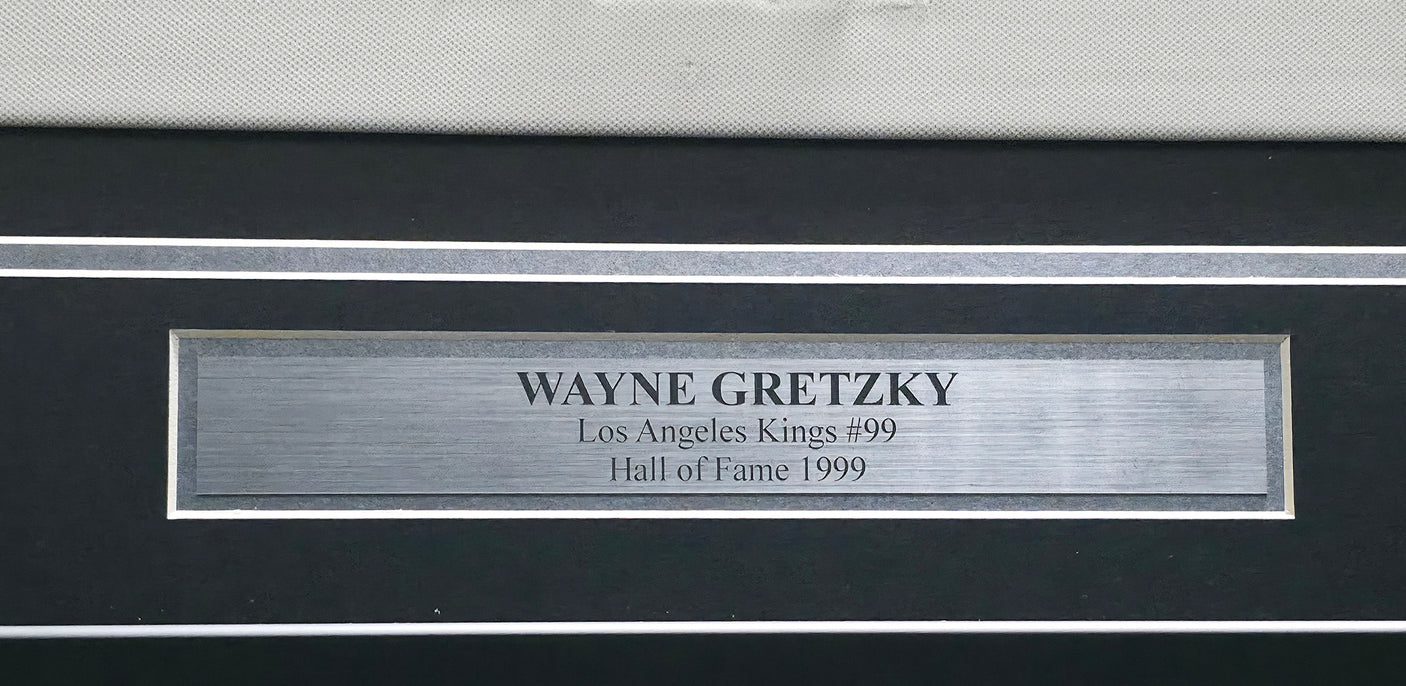 WAYNE GRETZKY
Los Angeles Kings #99
Hall of Fame 1999